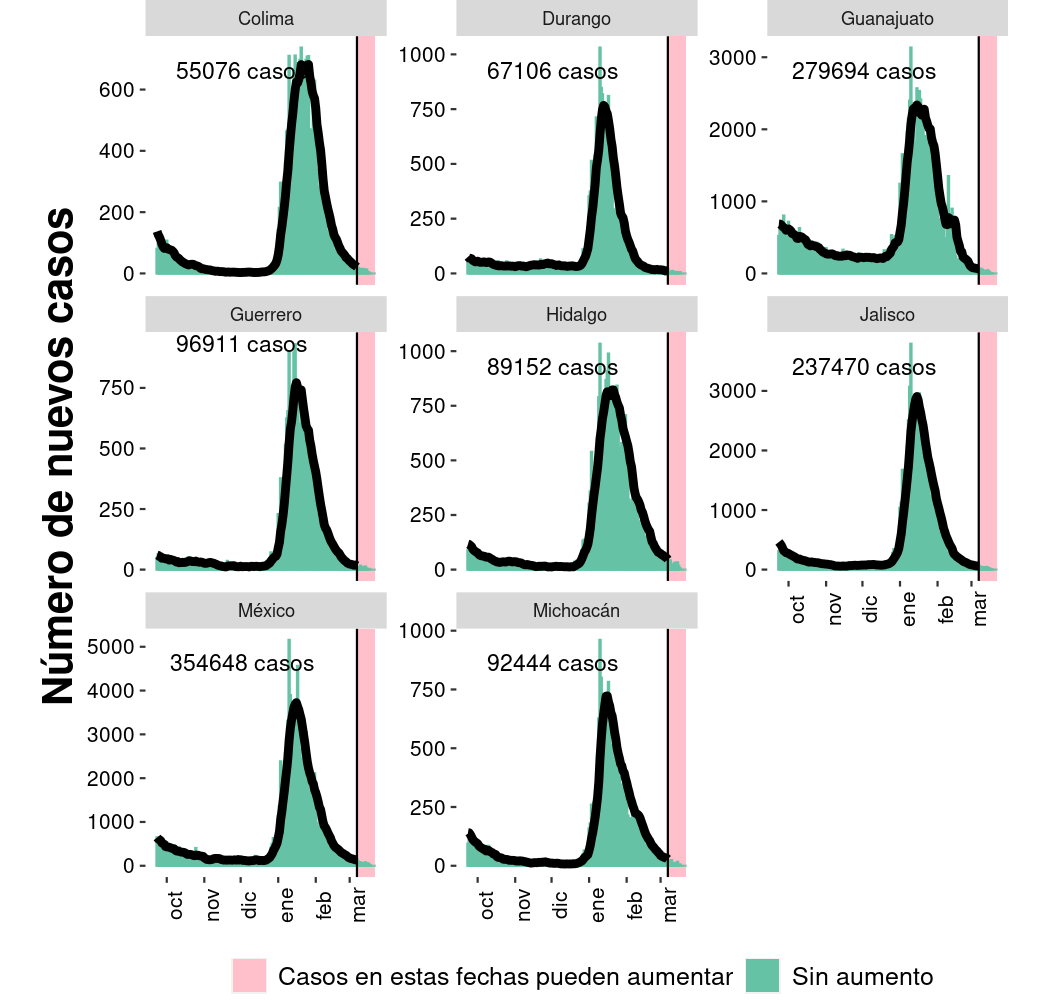 Número de nuevos casos
Colima
55076 casos
600
400
200
0
Durango
67106 casos
1000
750
500
250
0
Guanajuato
279694 casos
3000
2000
1000
0
Guerrero
96911 casos
750
500
250
0
Hidalgo
89152 casos
1000
750
500
250
0
Jalisco
237470 casos
3000
2000
1000
0
oct
nov
dic
ene
feb
mar
México
354648 casos
5000
4000
3000
2000
1000
0
oct
nov
dic
ene
feb
mar
Michoacán
92444 casos
1000
750
500
250
0
oct
nov
dic
ene
feb
mar
Casos en estas fechas pueden aumentar
Sin aumento